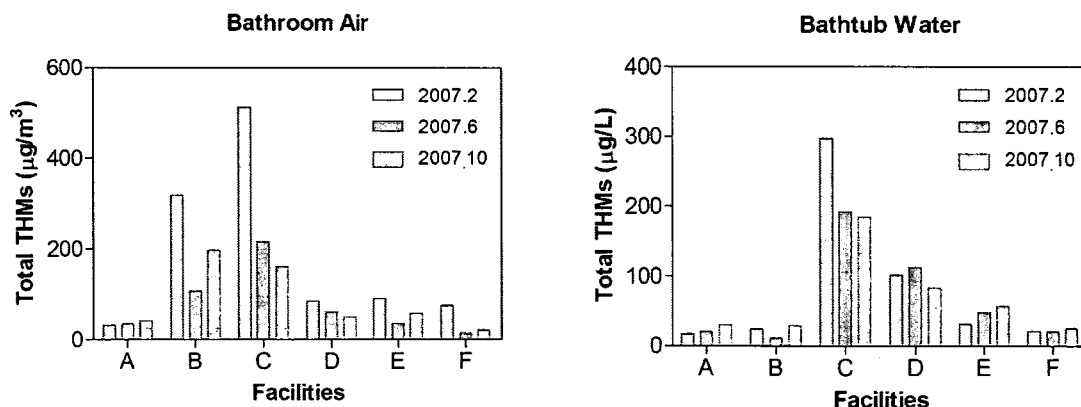 Bathroom Air
600
400
200
0
Total THMs (μg/m³)
2007.2
2007.6
2007.10
A B C D E F
Facilities
Bathtub Water
400
300
200
100
0
Total THMs (μg/L)
2007.2
2007.6
2007.10
A B C D E F
Facilities